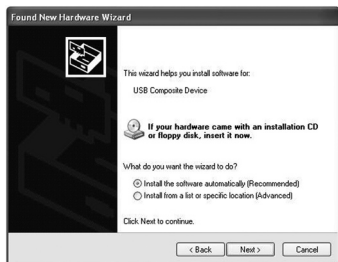 Found New Hardware Wizard
This wizard helps you install software for:
USB Composite Device
If your hardware came with an installation CD
or floppy disk, insert it now.
What do you want the wizard to do?
Install the software automatically (Recommended)
Install from a list or specific location (Advanced)
Click Next to continue.
< Back
Next >
Cancel